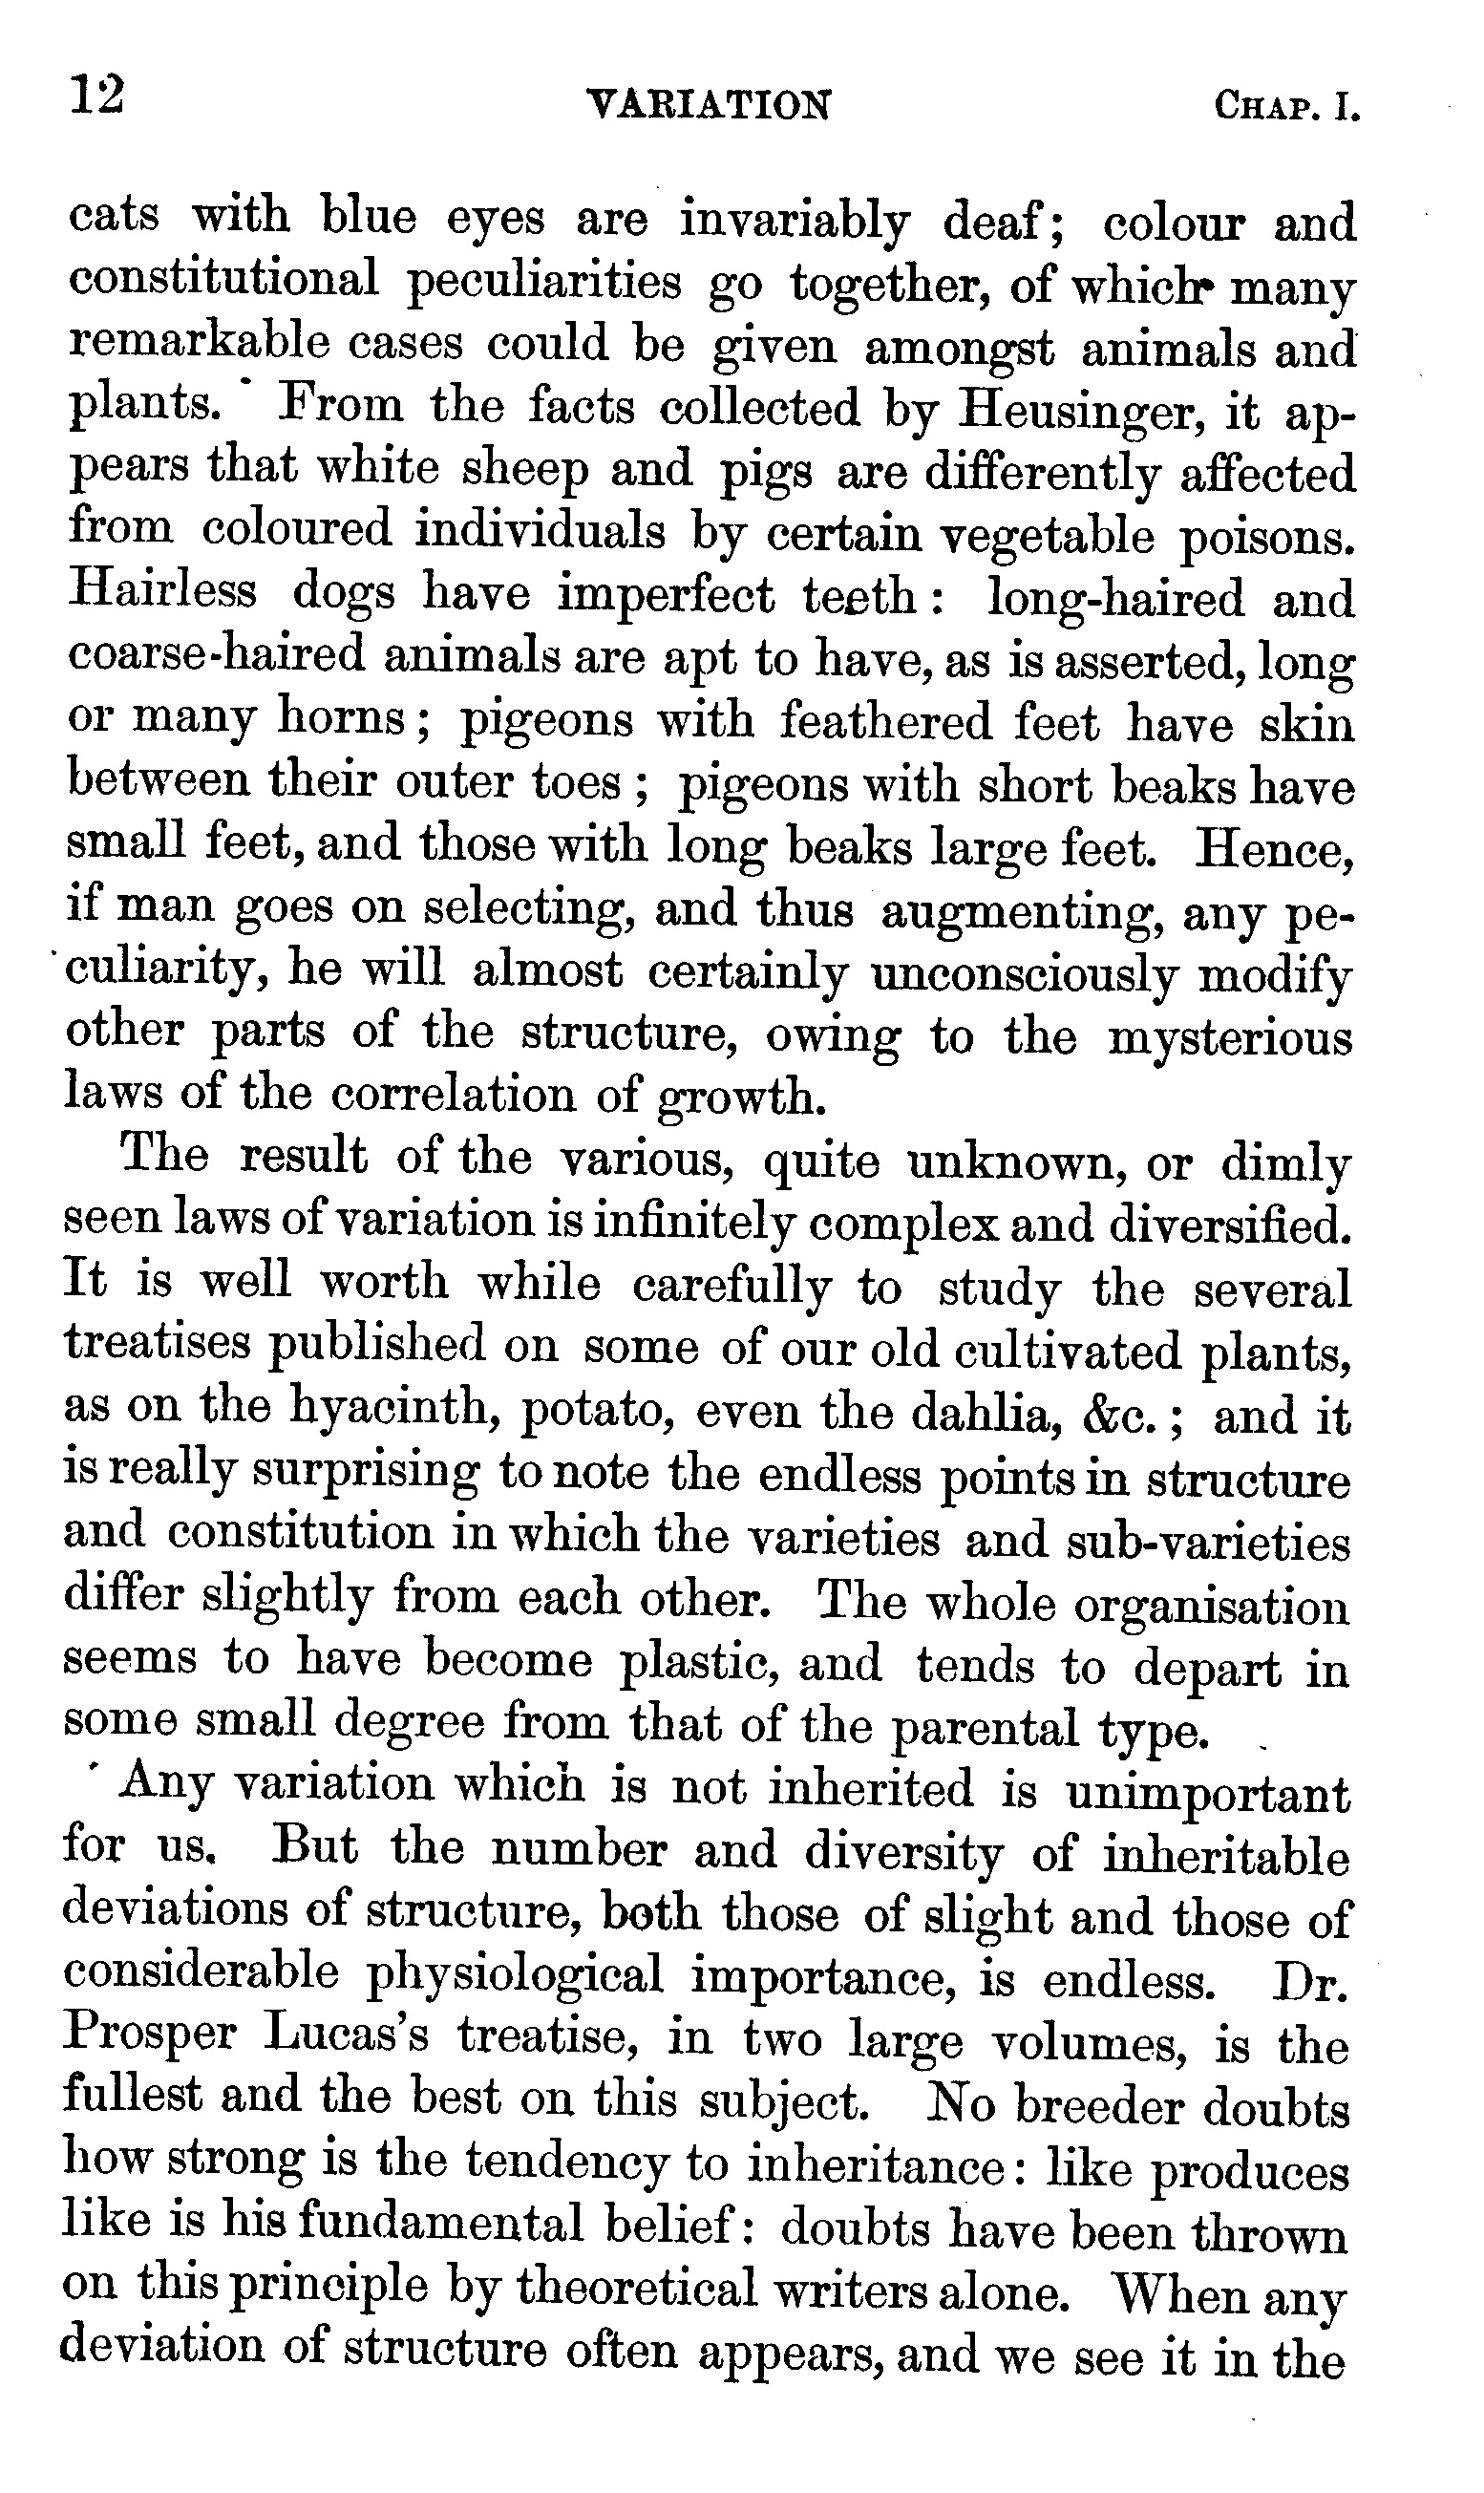 12 VARIATION CHAP. I.
cats with blue eyes are invariably deaf; colour and
constitutional peculiarities go together, of which many
remarkable cases could be given amongst animals and
plants. From the facts collected by Heusinger, it ap-
pears that white sheep and pigs are differently affected
from coloured individuals by certain vegetable poisons.
Hairless dogs have imperfect teeth: long-haired and
coarse-haired animals are apt to have, as is asserted, long
or many horns; pigeons with feathered feet have skin
between their outer toes; pigeons with short beaks have
small feet, and those with long beaks large feet. Hence,
if man goes on selecting, and thus augmenting, any pe-
culiarity, he will almost certainly unconsciously modify
other parts of the structure, owing to the mysterious
laws of the correlation of growth.
The result of the various, quite unknown, or dimly
seen laws of variation is infinitely complex and diversified.
It is well worth while carefully to study the several
treatises published on some of our old cultivated plants,
as on the hyacinth, potato, even the dahlia, &c.; and it
is really surprising to note the endless points in structure
and constitution in which the varieties and sub-varieties
differ slightly from each other. The whole organisation
seems to have become plastic, and tends to depart in
some small degree from that of the parental type.
Any variation which is not inherited is unimportant
for us. But the number and diversity of inheritable
deviations of structure, both those of slight and those of
considerable physiological importance, is endless. Dr.
Prosper Lucas's treatise, in two large volumes, is the
fullest and the best on this subject. No breeder doubts
how strong is the tendency to inheritance: like produces
like is his fundamental belief: doubts have been thrown
on this principle by theoretical writers alone. When any
deviation of structure often appears, and we see it in the